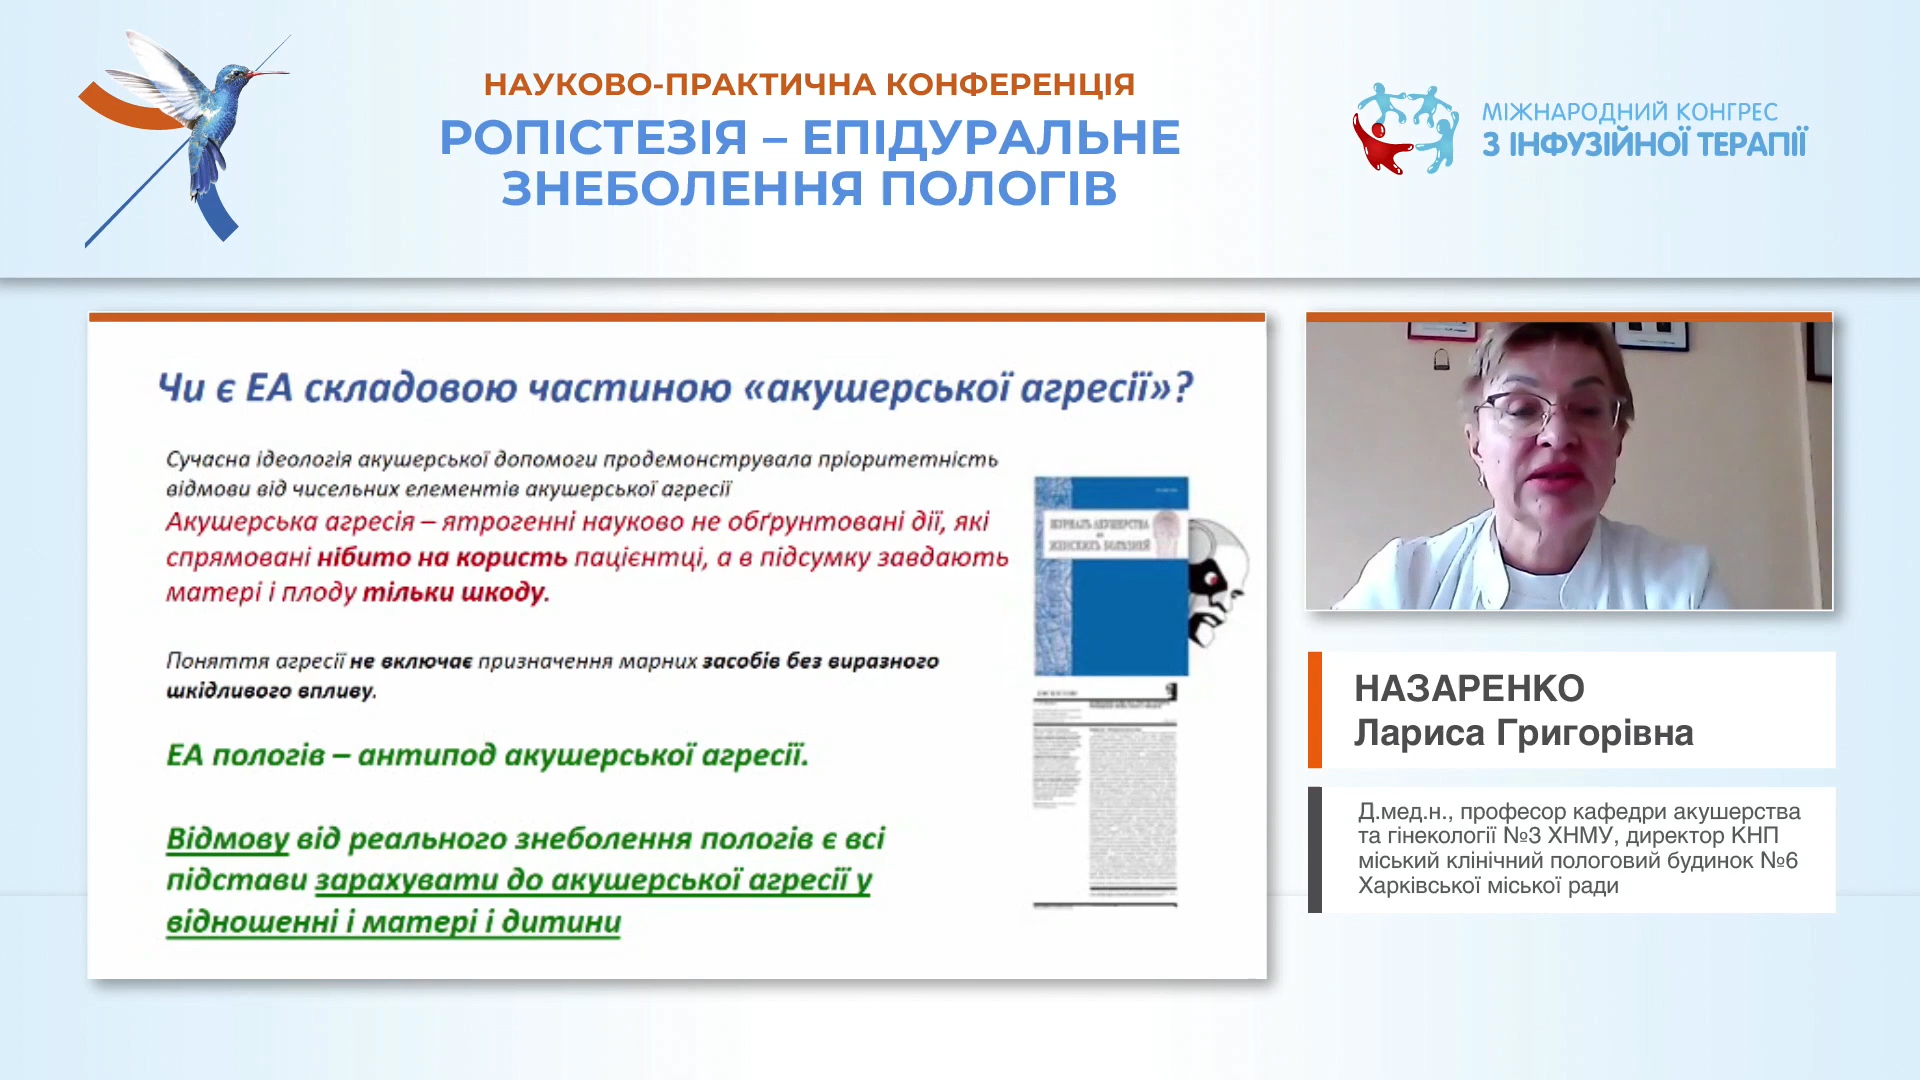 НАУКОВО-ПРАКТИЧНА КОНФЕРЕНЦІЯ
РОПІСТЕЗІЯ – ЕПІДУРАЛЬНЕ
ЗНЕБОЛЕННЯ ПОЛОГІВ
МІЖНАРОДНИЙ КОНГРЕС
З ІНФУЗІЙНОЇ ТЕРАПІЇ
Чи є ЕА складовою частиною «акушерської агресії»?
Сучасна ідеологія акушерської допомоги продемонструвала пріоритетність
відмови від чисельних елементів акушерської агресії
Акушерська агресія – ятрогенні науково не обґрунтовані дії, які
спрямовані нібито на користь пацієнтці, а в підсумку завдають
матері і плоду тільки шкоду.
Поняття агресії не включає призначення марних засобів без виразного
шкідливого впливу.
ЕА пологів – антипод акушерської агресії.
Відмову від реального знеболення пологів є всі
підстави зарахувати до акушерської агресії у
відношенні і матері і дитини
НАЗАРЕНКО
Лариса Григорівна
Д.мед.н., професор кафедри акушерства
та гінекології №3 ХНМУ, директор КНП
міський клінічний пологовий будинок №6
Харківської міської ради